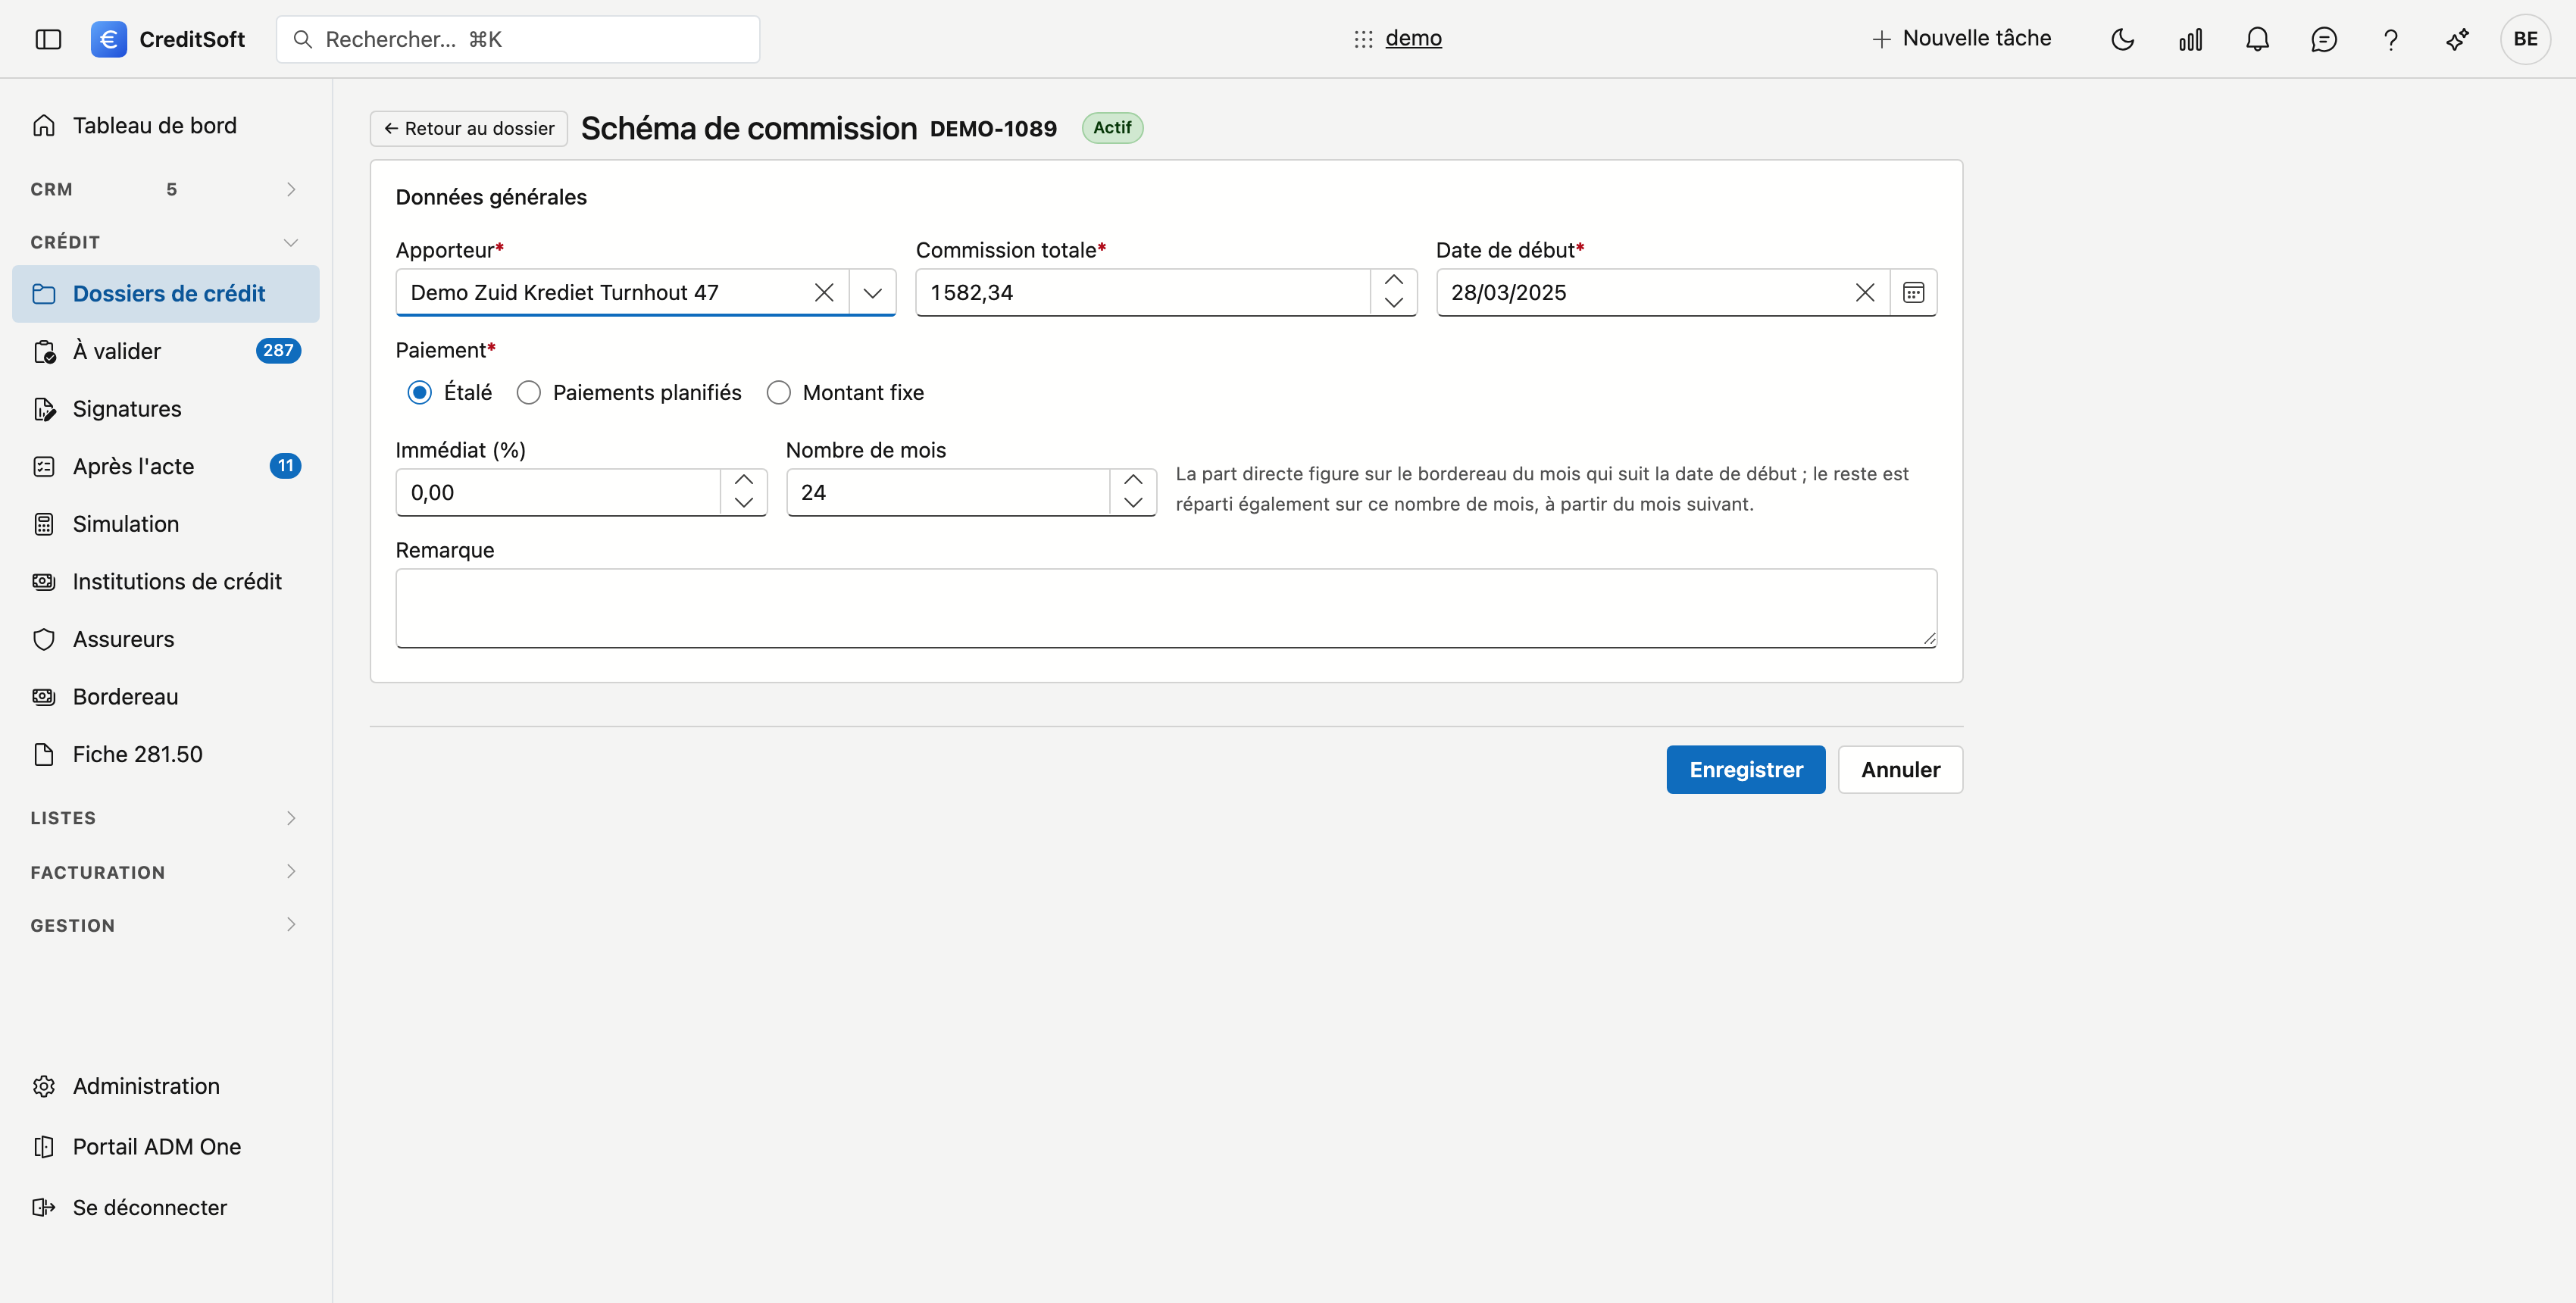 € CreditSoft
Rechercher... ⌘K
demo
Nouvelle tâche
?
BE
Tableau de bord
CRM 5
CRÉDIT
Dossiers de crédit
À valider 287
Signatures
Après l'acte 11
Simulation
Institutions de crédit
Assureurs
Bordereau
Fiche 281.50
LISTES
FACTURATION
GESTION
Administration
Portail ADM One
Se déconnecter
← Retour au dossier Schéma de commission DEMO-1089 Actif
Données générales
Apporteur* Commission totale* Date de début*
Demo Zuid Krediet Turnhout 47 1 582,34 28/03/2025
Paiement*
Étalé Paiements planifiés Montant fixe
Immédiat (%) Nombre de mois
0,00 24
La part directe figure sur le bordereau du mois qui suit la date de début ; le reste est
réparti également sur ce nombre de mois, à partir du mois suivant.
Remarque
Enregistrer Annuler